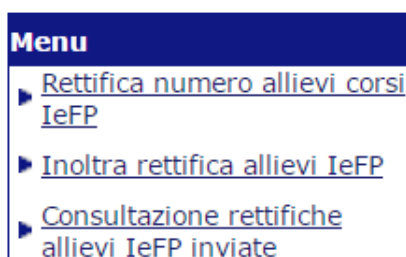 Menu
Rettifica numero allievi corsi
IeFP
Inoltra rettifica allievi IeFP
Consultazione rettifiche
allievi IeFP inviate